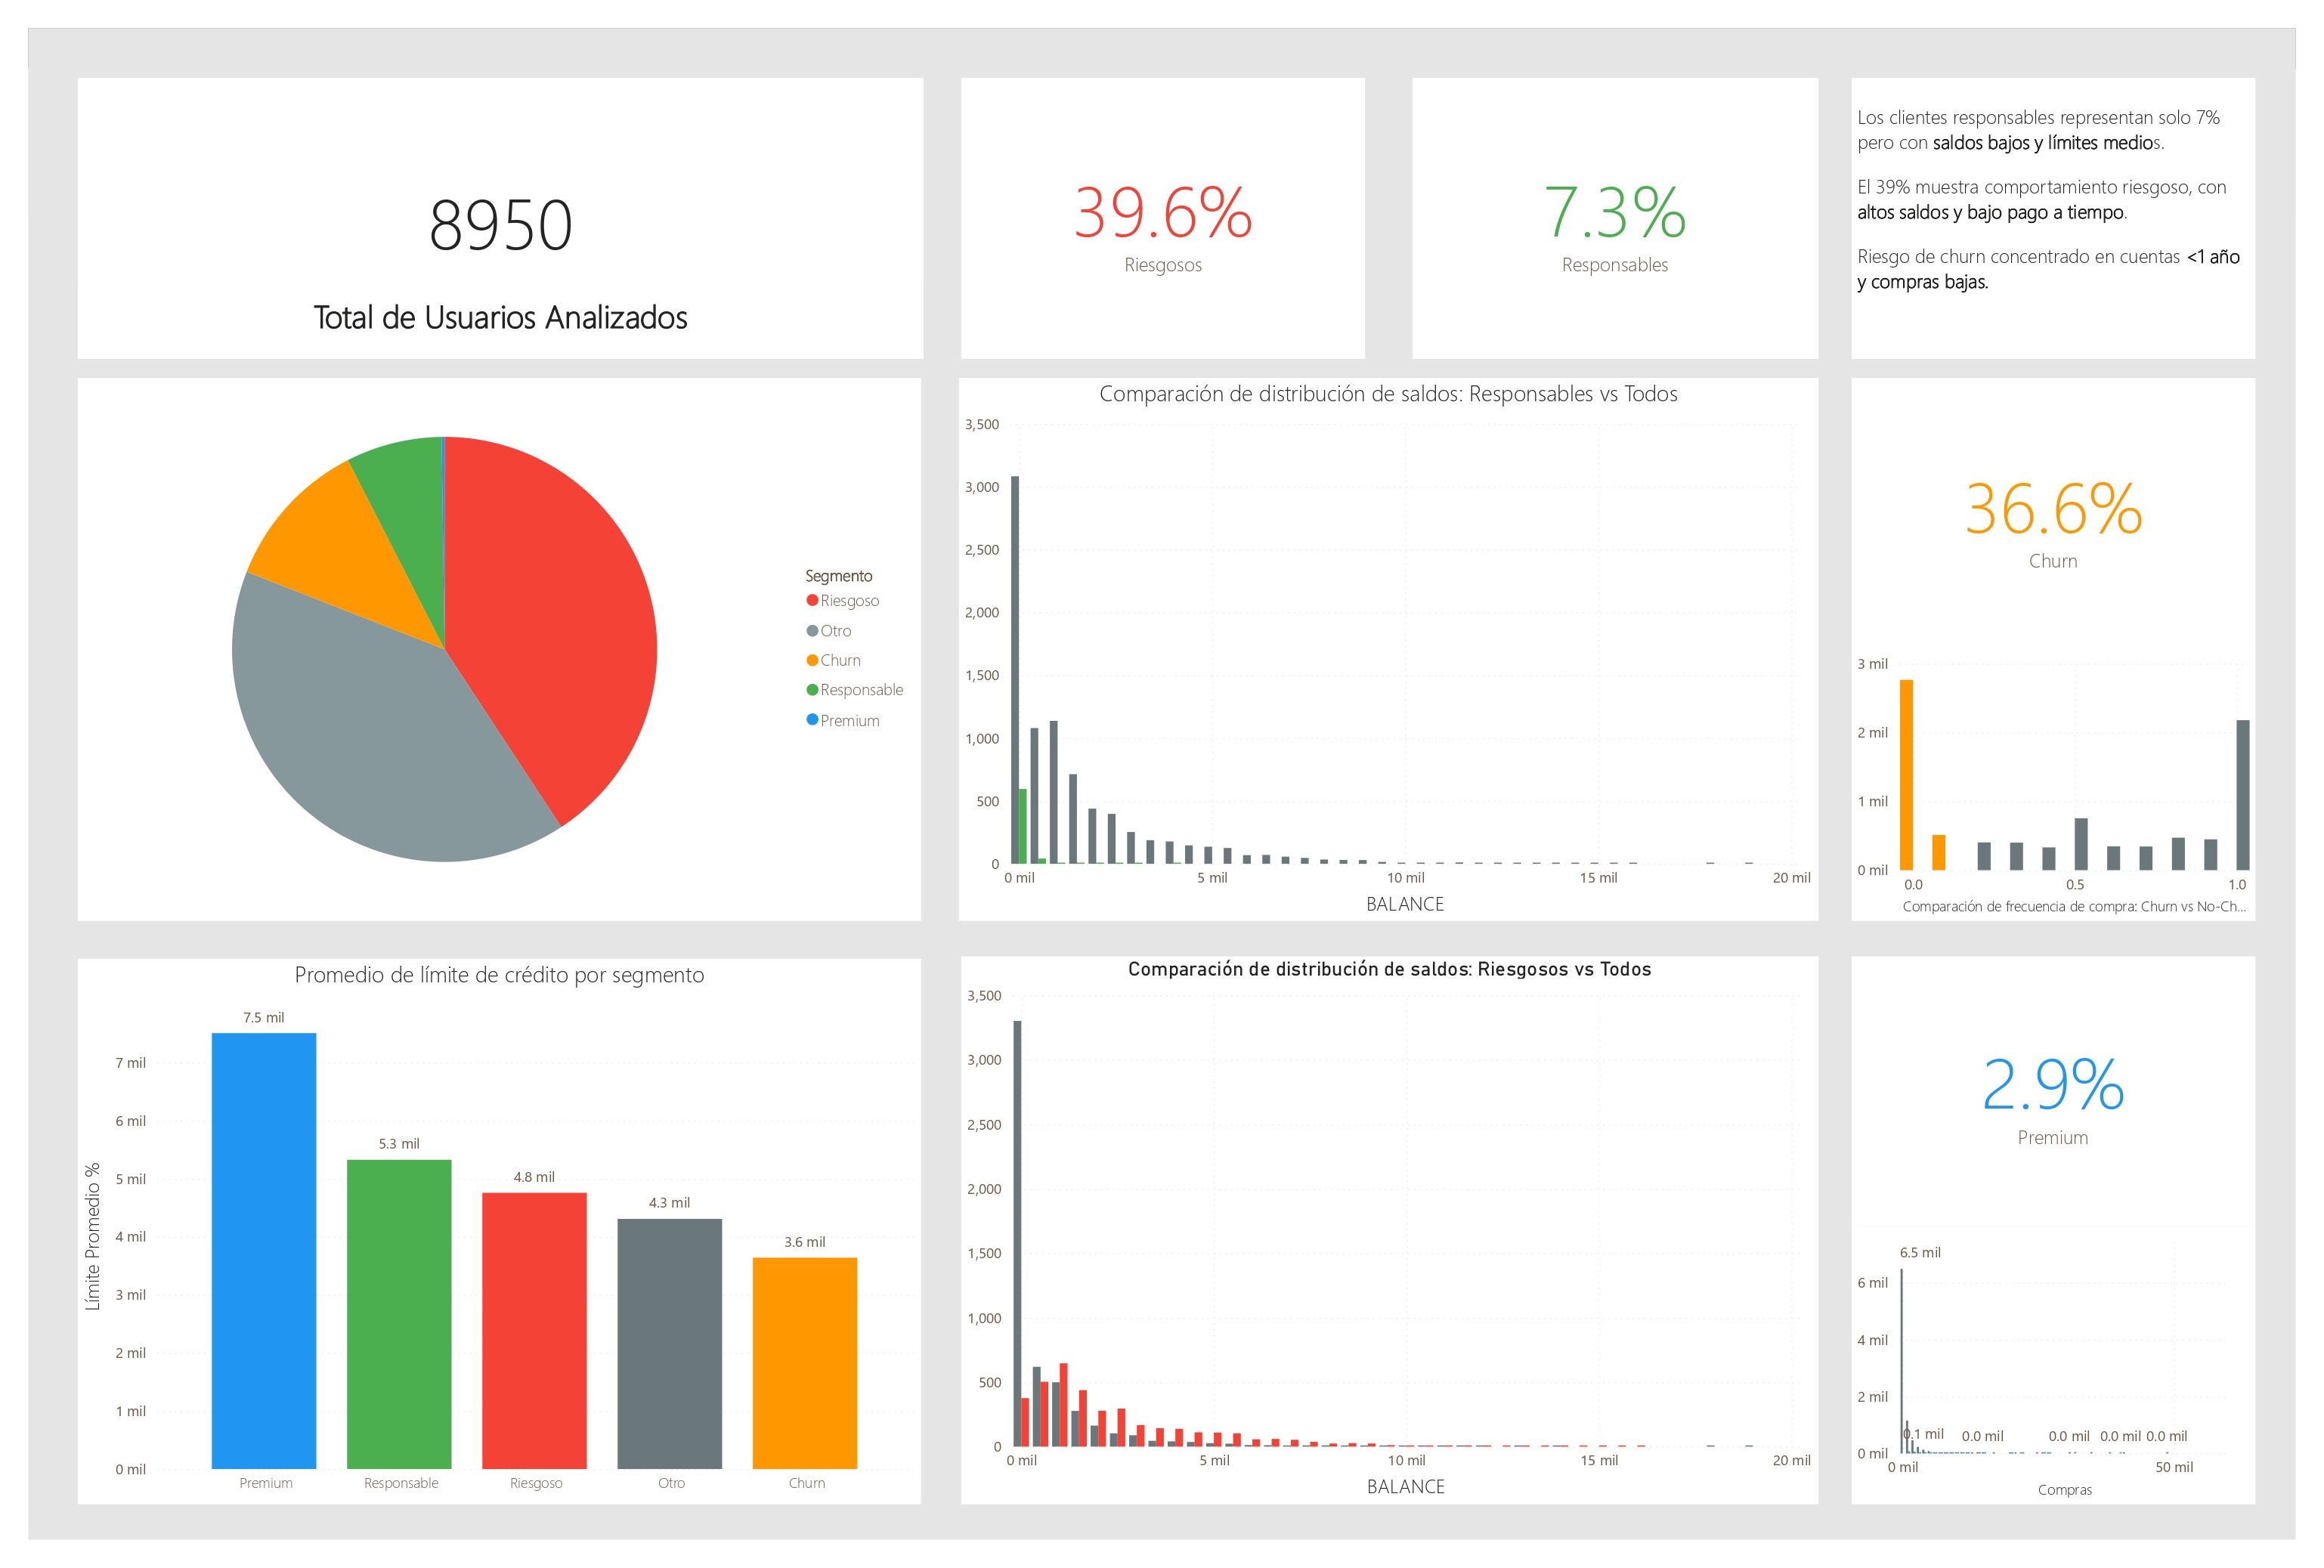 8950
Total de Usuarios Analizados
39.6%
Riesgosos
7.3%
Responsables
Los clientes responsables representan solo 7%
pero con saldos bajos y límites medios.
El 39% muestra comportamiento riesgoso, con
altos saldos y bajo pago a tiempo.
Riesgo de churn concentrado en cuentas <1 año
y compras bajas.
Segmento
Riesgoso
Otro
Churn
Responsable
Premium
Comparación de distribución de saldos: Responsables vs Todos
3,500
3,000
2,500
2,000
1,500
1,000
500
0
0 mil
5 mil
10 mil
15 mil
20 mil
BALANCE
36.6%
Churn
3 mil
2 mil
1 mil
0 mil
0.0
0.5
1.0
Comparación de frecuencia de compra: Churn vs No-Ch...
Promedio de límite de crédito por segmento
Límite Promedio %
7 mil
6 mil
5 mil
4 mil
3 mil
2 mil
1 mil
0 mil
7.5 mil
5.3 mil
4.8 mil
4.3 mil
3.6 mil
Premium
Responsable
Riesgoso
Otro
Churn
Comparación de distribución de saldos: Riesgosos vs Todos
3,500
3,000
2,500
2,000
1,500
1,000
500
0
0 mil
5 mil
10 mil
15 mil
20 mil
BALANCE
2.9%
Premium
6.5 mil
6 mil
4 mil
2 mil
0 mil
0.1 mil
0.0 mil
0.0 mil
0.0 mil
0.0 mil
0 mil
50 mil
Compras